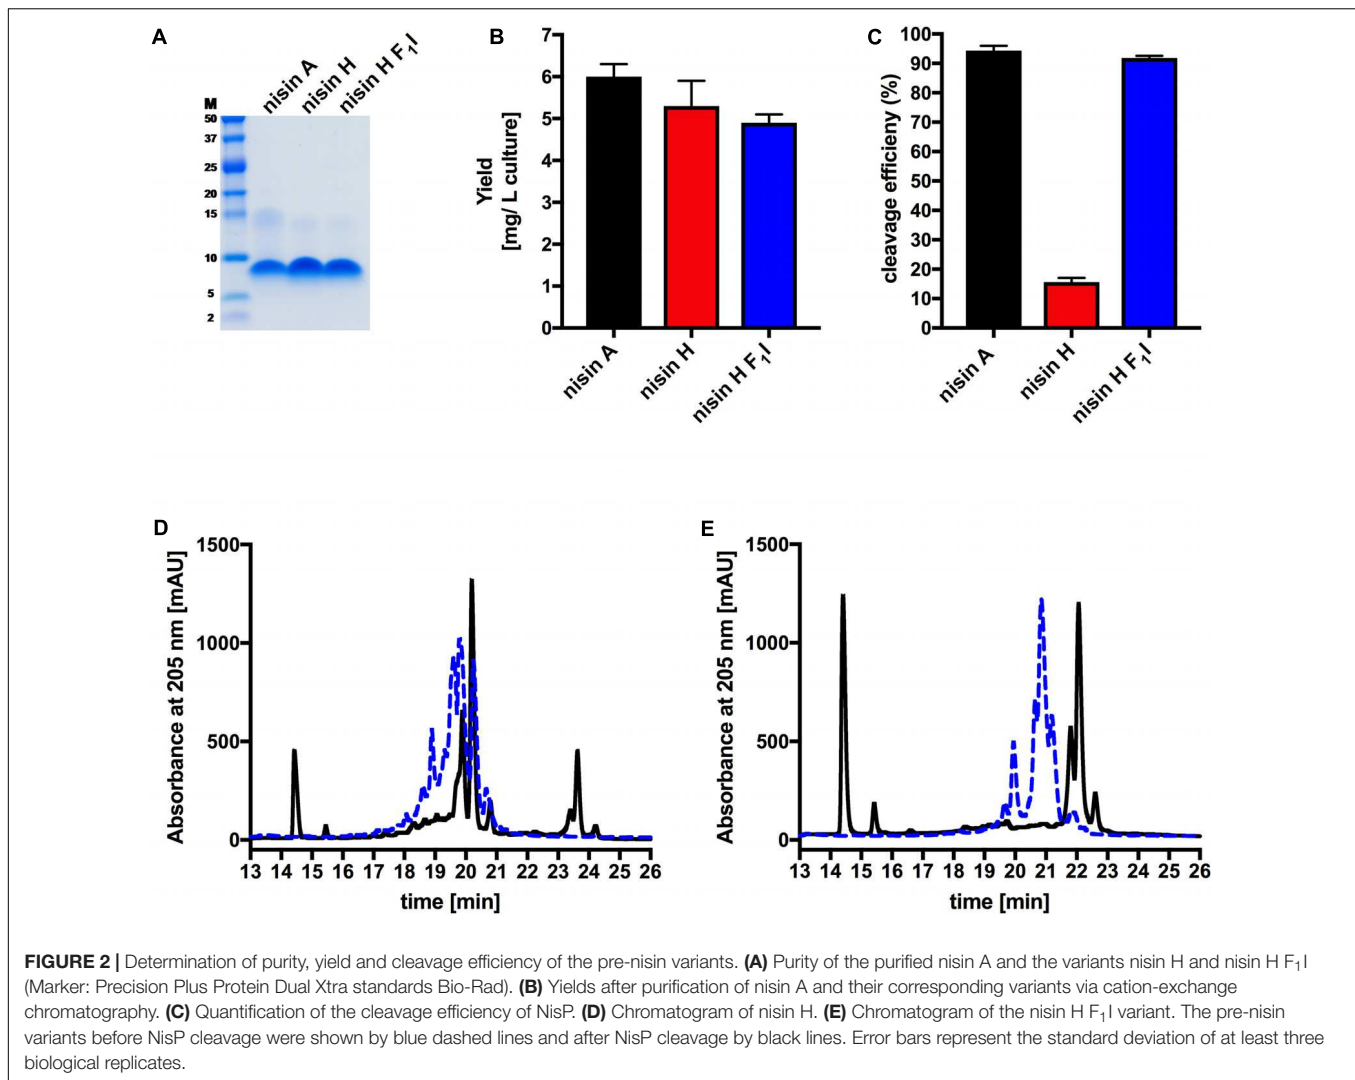 A
M
nisin A
nisin H
nisin H F1I
50
37
25
20
15
10
5
2
B
Yield
[mg/ L culture]
7
6
5
4
3
2
1
0
nisin A
nisin H
nisin H F1I
C
cleavage efficieny (%)
100
90
80
70
60
50
40
30
20
10
0
nisin A
nisin H
nisin H F1I
D
Absorbance at 205 nm [mAU]
1500
1000
500
0
13 14 15 16 17 18 19 20 21 22 23 24 25 26
time [min]
E
Absorbance at 205 nm [mAU]
1500
1000
500
0
13 14 15 16 17 18 19 20 21 22 23 24 25 26
time [min]
FIGURE 2 | Determination of purity, yield and cleavage efficiency of the pre-nisin variants. (A) Purity of the purified nisin A and the variants nisin H and nisin H F1I
(Marker: Precision Plus Protein Dual Xtra standards Bio-Rad). (B) Yields after purification of nisin A and their corresponding variants via cation-exchange
chromatography. (C) Quantification of the cleavage efficiency of NisP. (D) Chromatogram of nisin H. (E) Chromatogram of the nisin H F1I variant. The pre-nisin
variants before NisP cleavage were shown by blue dashed lines and after NisP cleavage by black lines. Error bars represent the standard deviation of at least three
biological replicates.